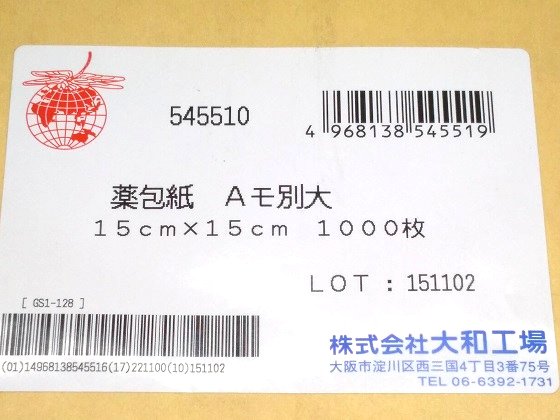 545510
4 968138 545519
薬包紙 Aモ別大
15cm×15cm 1000枚
LOT : 151102
[ GS1-128 ]
(01)14968138545516(17)221100(10)151102
株式会社大和工場
大阪市淀川区西三国4丁目3番75号
TEL 06-6392-1731